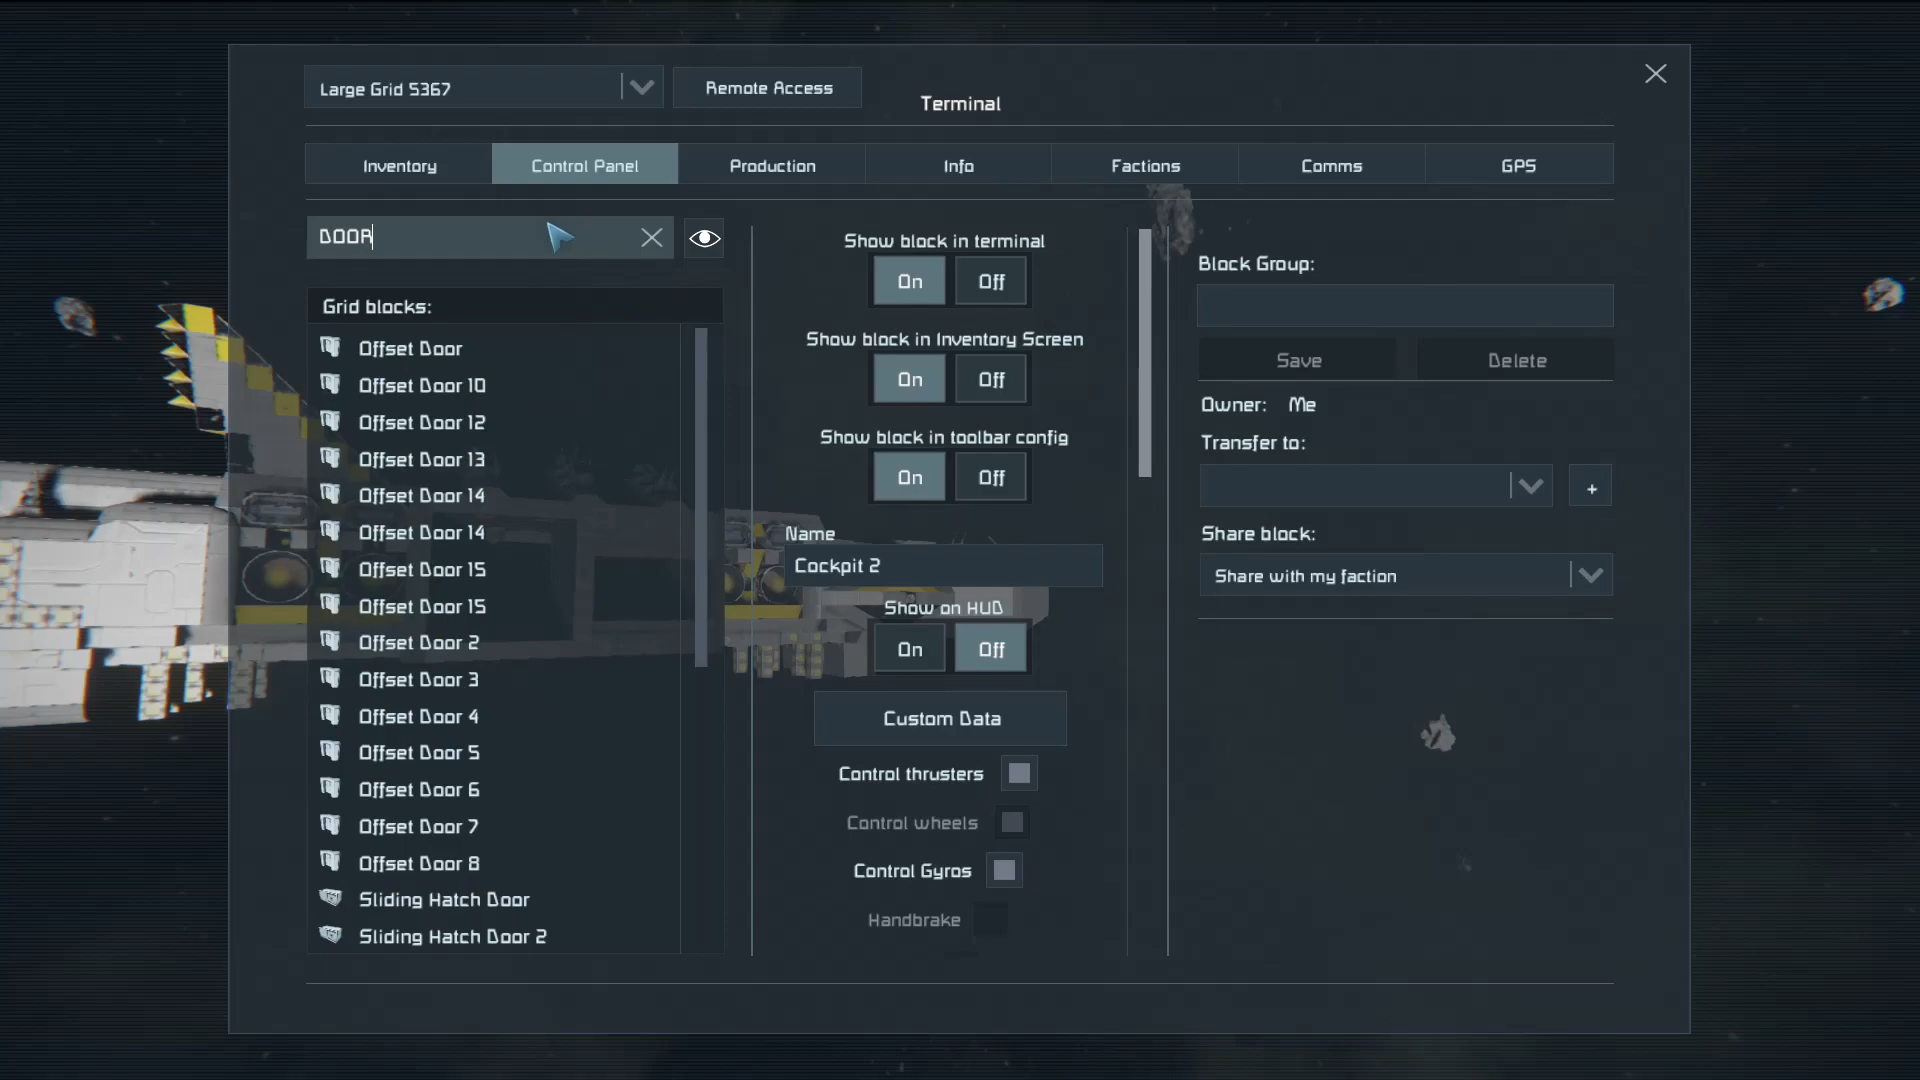 Large Grid 5367
Remote Access
Terminal
Inventory
Control Panel
Production
Info
Factions
Comms
GPS
DOOR
Grid blocks:
Offset Door
Offset Door 10
Offset Door 12
Offset Door 13
Offset Door 14
Offset Door 14
Offset Door 15
Offset Door 15
Offset Door 2
Offset Door 3
Offset Door 4
Offset Door 5
Offset Door 6
Offset Door 7
Offset Door 8
Sliding Hatch Door
Sliding Hatch Door 2
Show block in terminal
On Off
Show block in Inventory Screen
On Off
Show block in toolbar config
On Off
Name
Cockpit 2
Show on HUD
On Off
Custom Data
Control thrusters
Control wheels
Control Gyros
Handbrake
Block Group:
Save Delete
Owner: Me
Transfer to:
+
Share block:
Share with my faction